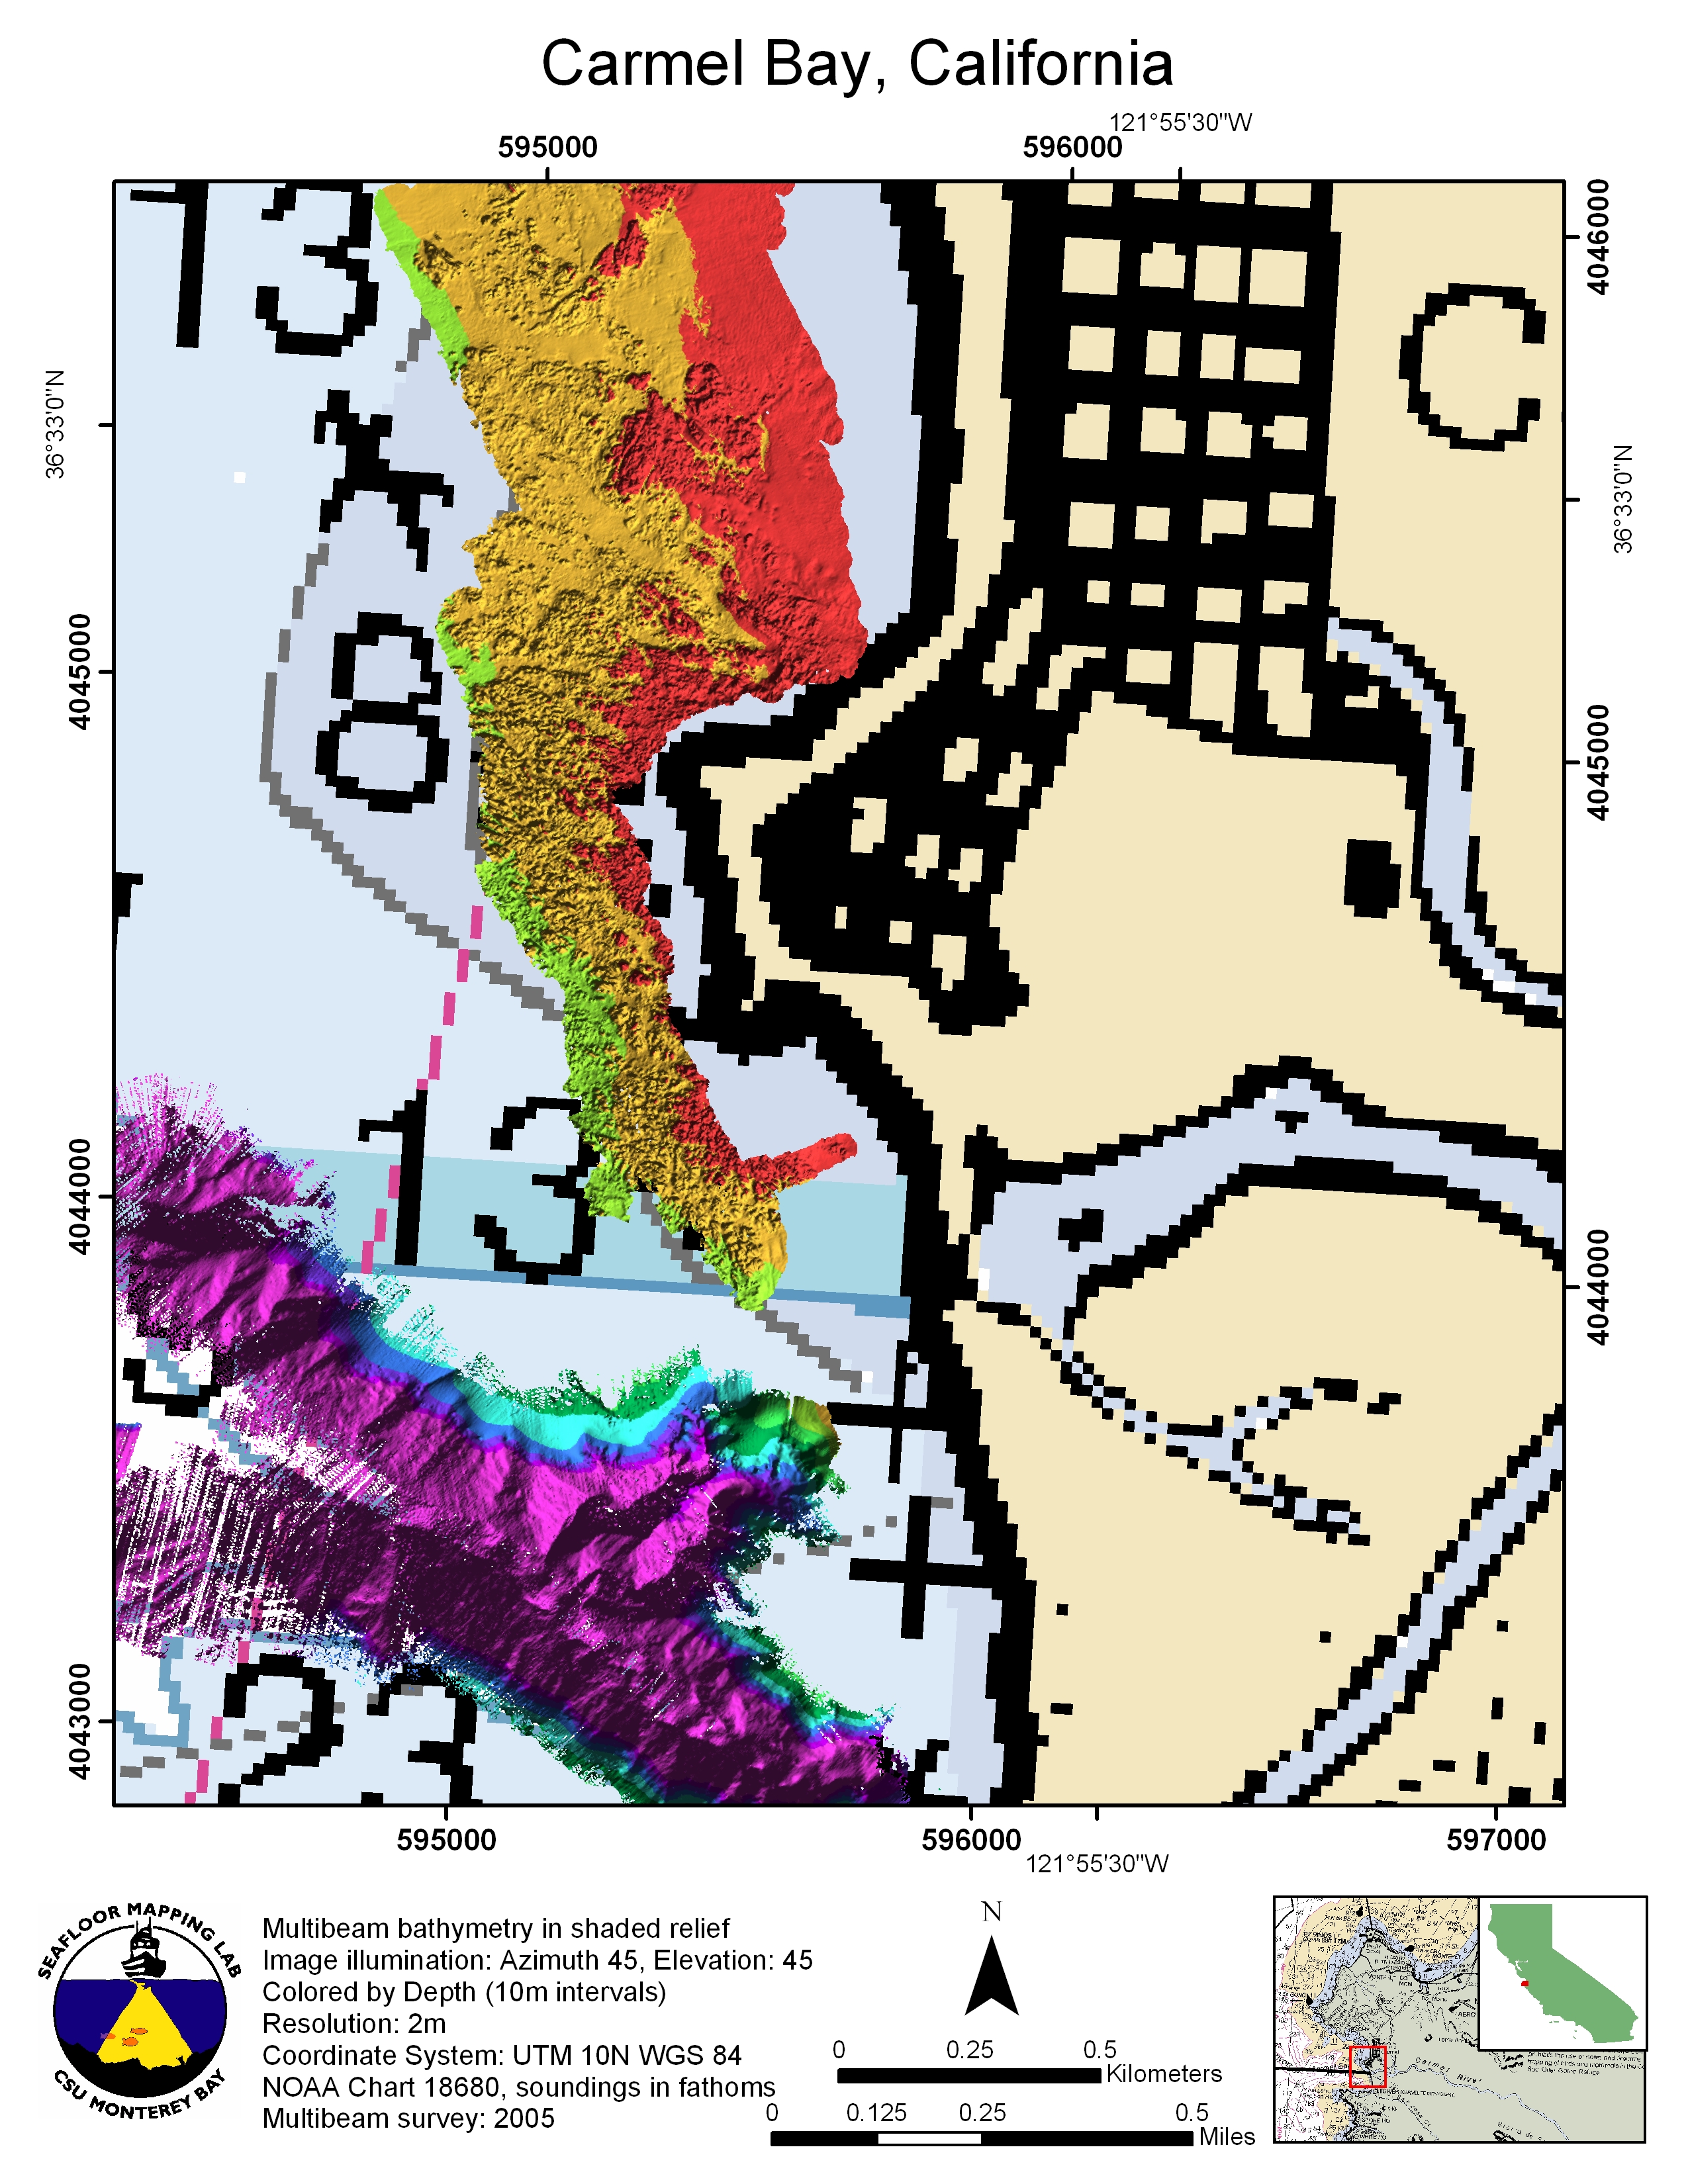 Carmel Bay, California
121°55'30"W
595000
596000
13
4046000
C
36°33'0"N
36°33'0"N
8
4045000
4045000
13
4044000
4044000
4043000
23
595000
596000
597000
121°55'30"W
SEAFLOOR MAPPING LAB
CSU MONTEREY BAY
Multibeam bathymetry in shaded relief
Image illumination: Azimuth 45, Elevation: 45
Colored by Depth (10m intervals)
Resolution: 2m
Coordinate System: UTM 10N WGS 84
NOAA Chart 18680, soundings in fathoms
Multibeam survey: 2005
N
0 0.25 0.5
Kilometers
0 0.125 0.25 0.5
Miles
AERO
Carmel River